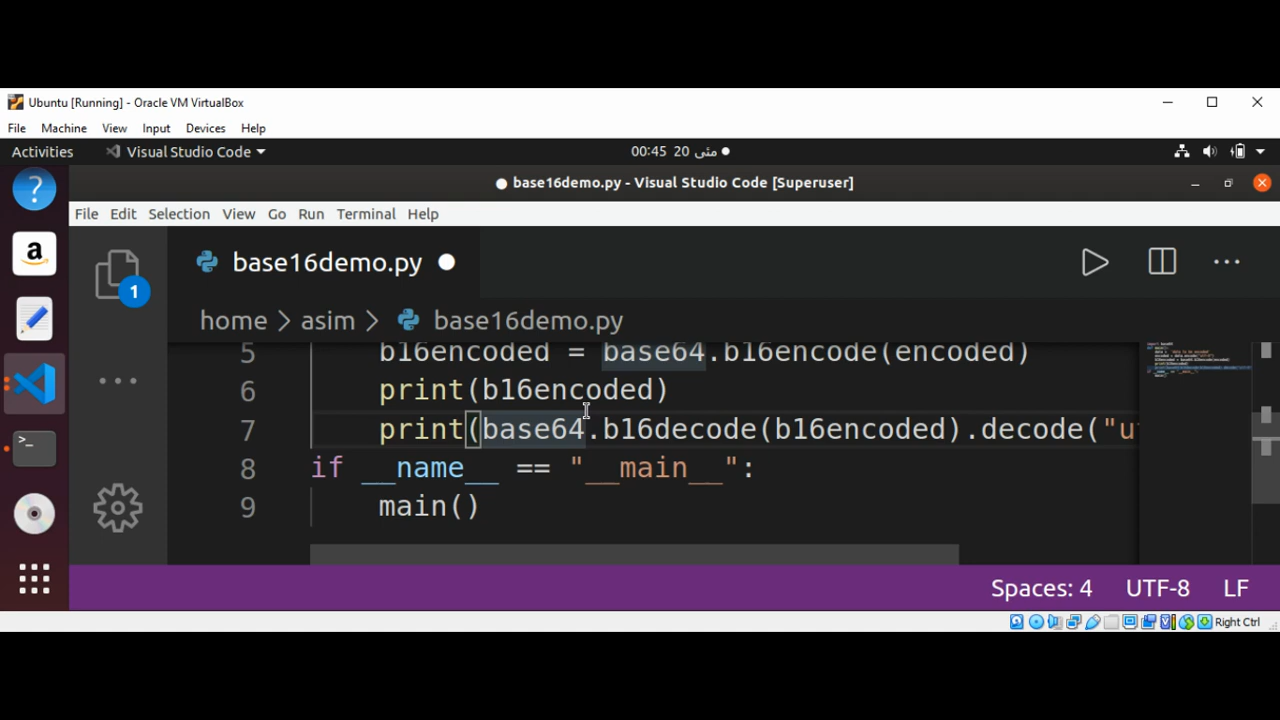 Ubuntu [Running] - Oracle VM VirtualBox
File Machine View Input Devices Help
Activities Visual Studio Code 00:45 20 مئی
base16demo.py - Visual Studio Code [Superuser]
File Edit Selection View Go Run Terminal Help
base16demo.py
1
home > asim > base16demo.py
5 b16encoded = base64.b16encode(encoded)
6 print(b16encoded)
7 print(base64.b16decode(b16encoded).decode("u
8 if __name__ == "__main__":
9 main()
Spaces: 4 UTF-8 LF
Right Ctrl